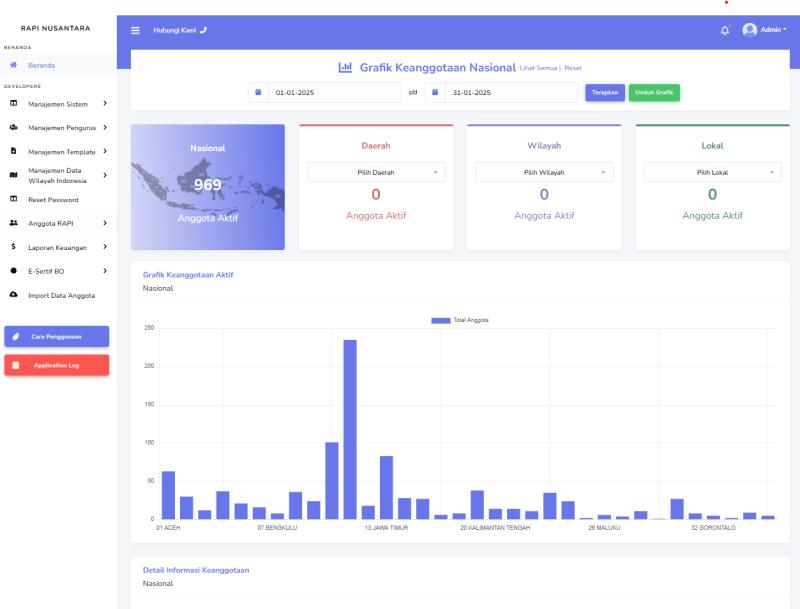 RAPI NUSANTARA
Hubungi Kami
Admin
BERANDA
Beranda
DEVELOPERS
Manajemen Sistem
Manajemen Pengurus
Manajemen Template
Manajemen Data
Wilayah Indonesia
Reset Password
Anggota RAPI
Laporan Keuangan
E-Sertif BO
Import Data Anggota
Cara Penggunaan
Application Log
Grafik Keanggotaan Nasional Lihat Semua | Reset
01-01-2025 s/d 31-01-2025 Terapkan Unduh Grafik
Nasional
969
Anggota Aktif
Daerah
Pilih Daerah
0
Anggota Aktif
Wilayah
Pilih Wilayah
0
Anggota Aktif
Lokal
Pilih Lokal
0
Anggota Aktif
Grafik Keanggotaan Aktif
Nasional
Total Anggota
250
200
150
100
50
0
01 ACEH 07 BENGKULU 13 JAWA TIMUR 20 KALIMANTAN TENGAH 28 MALUKU 32 GORONTALO
Detail Informasi Keanggotaan
Nasional